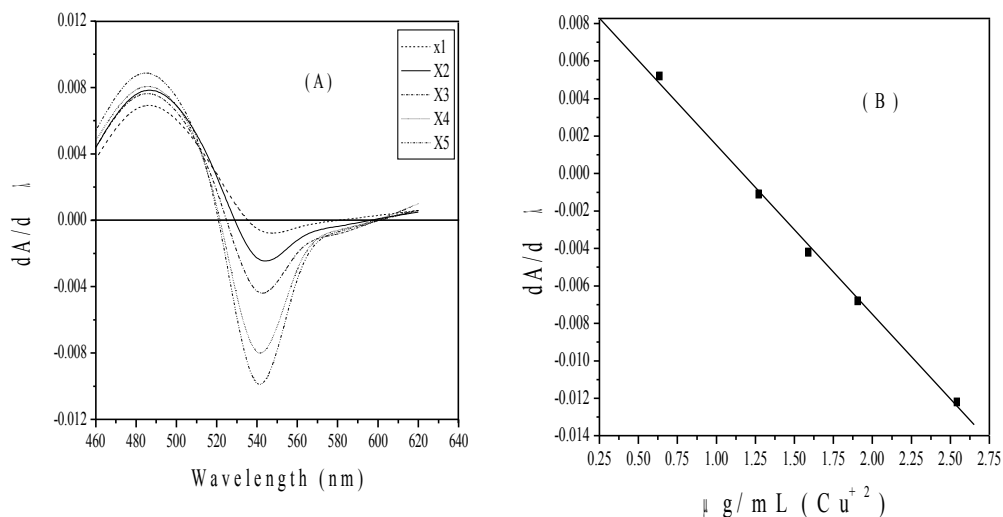 0.012
0.008
0.004
0.000
-0.004
-0.008
-0.012
460 480 500 520 540 560 580 600 620 640
Wavelength (nm)
dA/d λ
(A)
x1
X2
X3
X4
X5
0.008
0.006
0.004
0.002
0.000
-0.002
-0.004
-0.006
-0.008
-0.010
-0.012
-0.014
0.25 0.50 0.75 1.00 1.25 1.50 1.75 2.00 2.25 2.50 2.75
μ g/mL (Cu+2)
dA/d λ
(B)